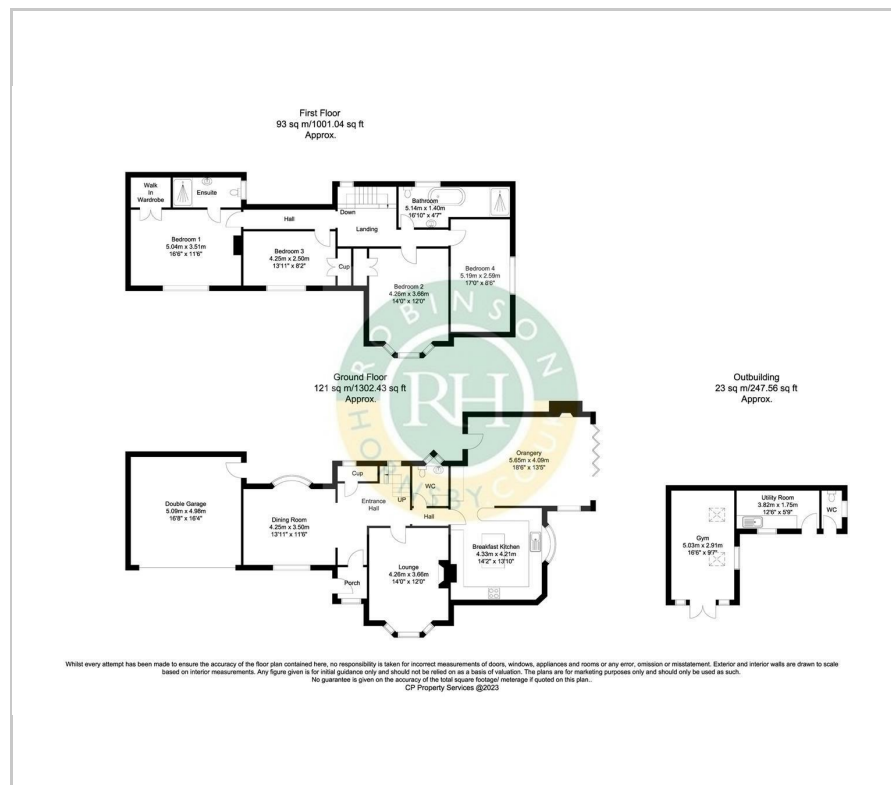 First Floor
93 sq m/1001.04 sq ft
Approx.
Walk
in
Wardrobe
Ensuite
Bedroom 1
5.04m x 3.51m
16'6" x 11'6"
Hall
Bedroom 3
4.25m x 2.50m
13'11" x 8'2"
Cup
Down
Landing
Bathroom
5.14m x 1.40m
16'10" x 4'7"
Bedroom 2
4.26m x 3.66m
14'0" x 12'0"
Bedroom 4
5.19m x 2.59m
17'0" x 8'6"
ROBINSON
RH
HORNSBY COURT
Ground Floor
121 sq m/1302.43 sq ft
Approx.
Double Garage
5.09m x 4.98m
16'8" x 16'4"
Dining Room
4.25m x 3.50m
13'11" x 11'6"
Cup
Entrance
Hall
UP
WC
Hall
Porch
Lounge
4.26m x 3.66m
14'0" x 12'0"
Orangery
5.65m x 4.09m
18'6" x 13'5"
Breakfast Kitchen
4.33m x 4.21m
14'2" x 13'10"
Outbuilding
23 sq m/247.56 sq ft
Approx.
Gym
5.03m x 2.91m
16'6" x 9'7"
Utility Room
3.82m x 1.75m
12'6" x 5'9"
WC
Whilst every attempt has been made to ensure the accuracy of the floor plan contained here, no responsibility is taken for incorrect measurements of doors, windows, appliances and rooms or any error, omission or misstatement. Exterior and interior walls are drawn to scale
based on interior measurements. Any figure given is for initial guidance only and should not be relied on as a basis of valuation. The plans are for marketing purposes only and should only be used as such.
No guarantee is given on the accuracy of the total square footage/ meterage if quoted on this plan..
CP Property Services @2023